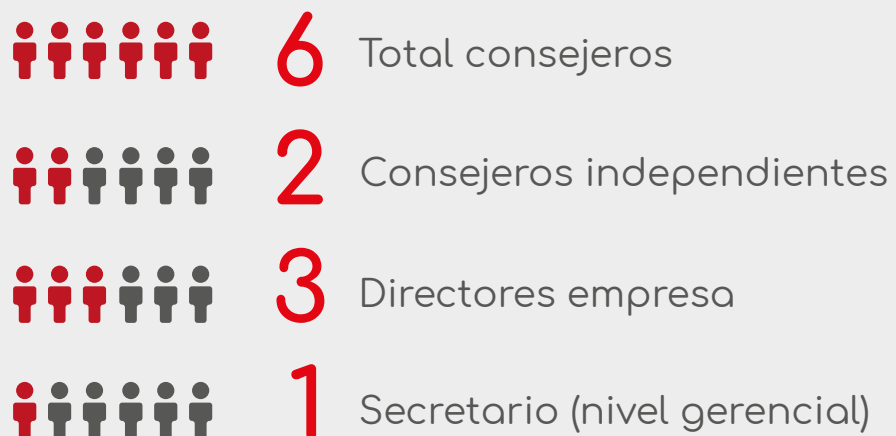 6 Total consejeros
2 Consejeros independientes
3 Directores empresa
1 Secretario (nivel gerencial)